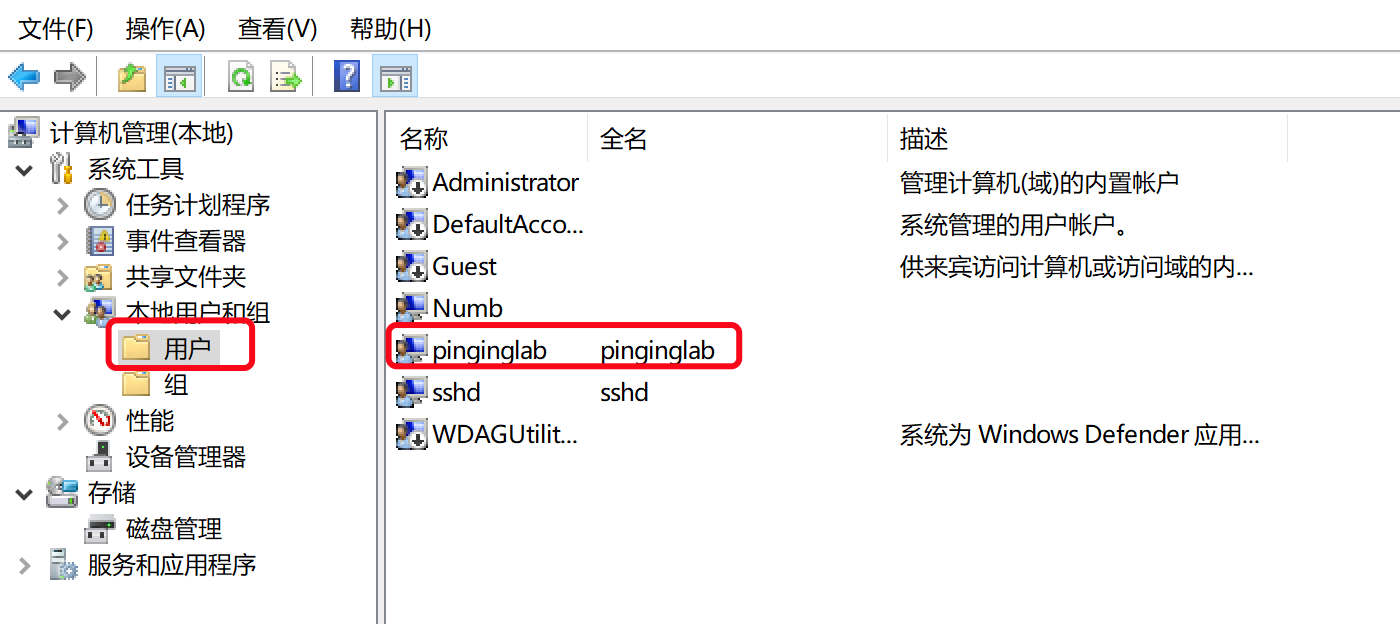 文件(F) 操作(A) 查看(V) 帮助(H)
计算机管理(本地)
系统工具
任务计划程序
事件查看器
共享文件夹
本地用户和组
用户
组
性能
设备管理器
存储
磁盘管理
服务和应用程序
名称 全名 描述
Administrator 管理计算机(域)的内置帐户
DefaultAcco... 系统管理的用户帐户。
Guest 供来宾访问计算机或访问域的内...
Numb
pinginglab pinginglab
sshd sshd
WDAGUtilit... 系统为 Windows Defender 应用...